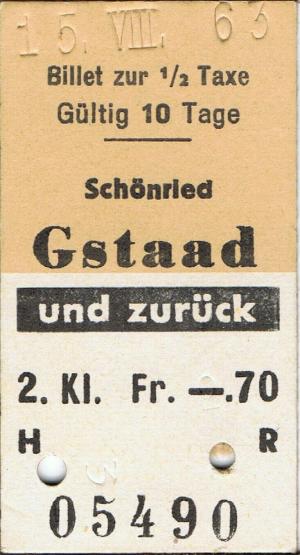 15. VIII. 63
Billet zur 1/2 Taxe
Gültig 10 Tage
Schönried
Gstaad
und zurück
2. Kl. Fr. —.70
H R
05490